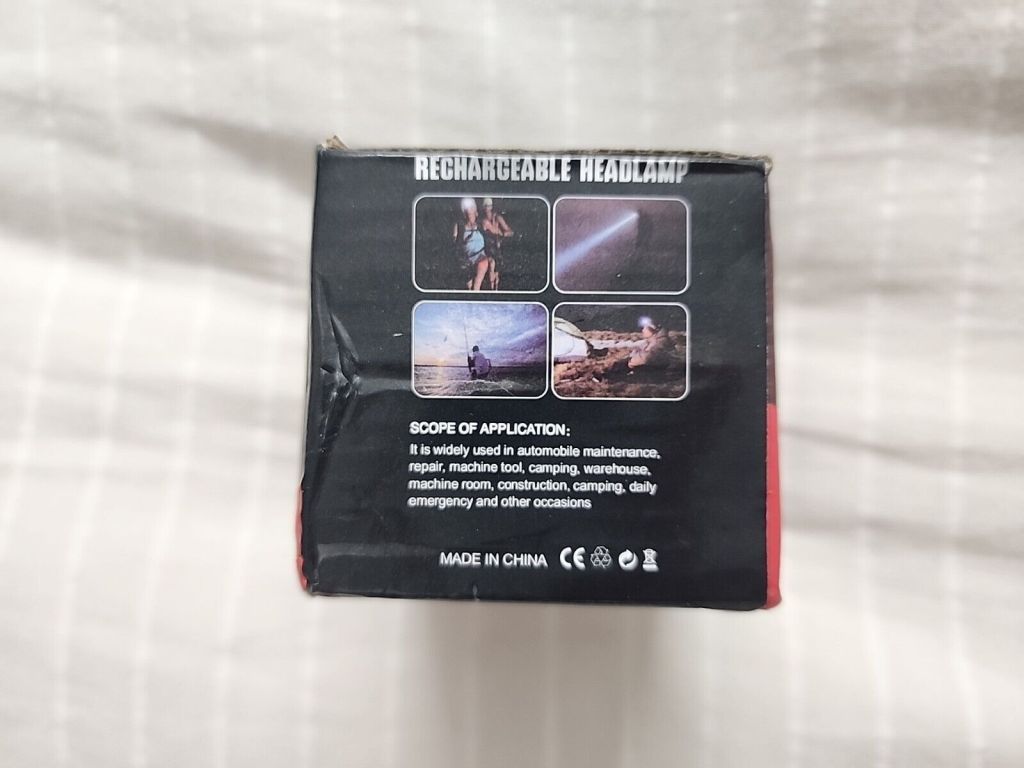 RECHARGEABLE HEADLAMP
SCOPE OF APPLICATION:
It is widely used in automobile maintenance,
repair, machine tool, camping, warehouse,
machine room, construction, camping, daily
emergency and other occasions
MADE IN CHINA CE